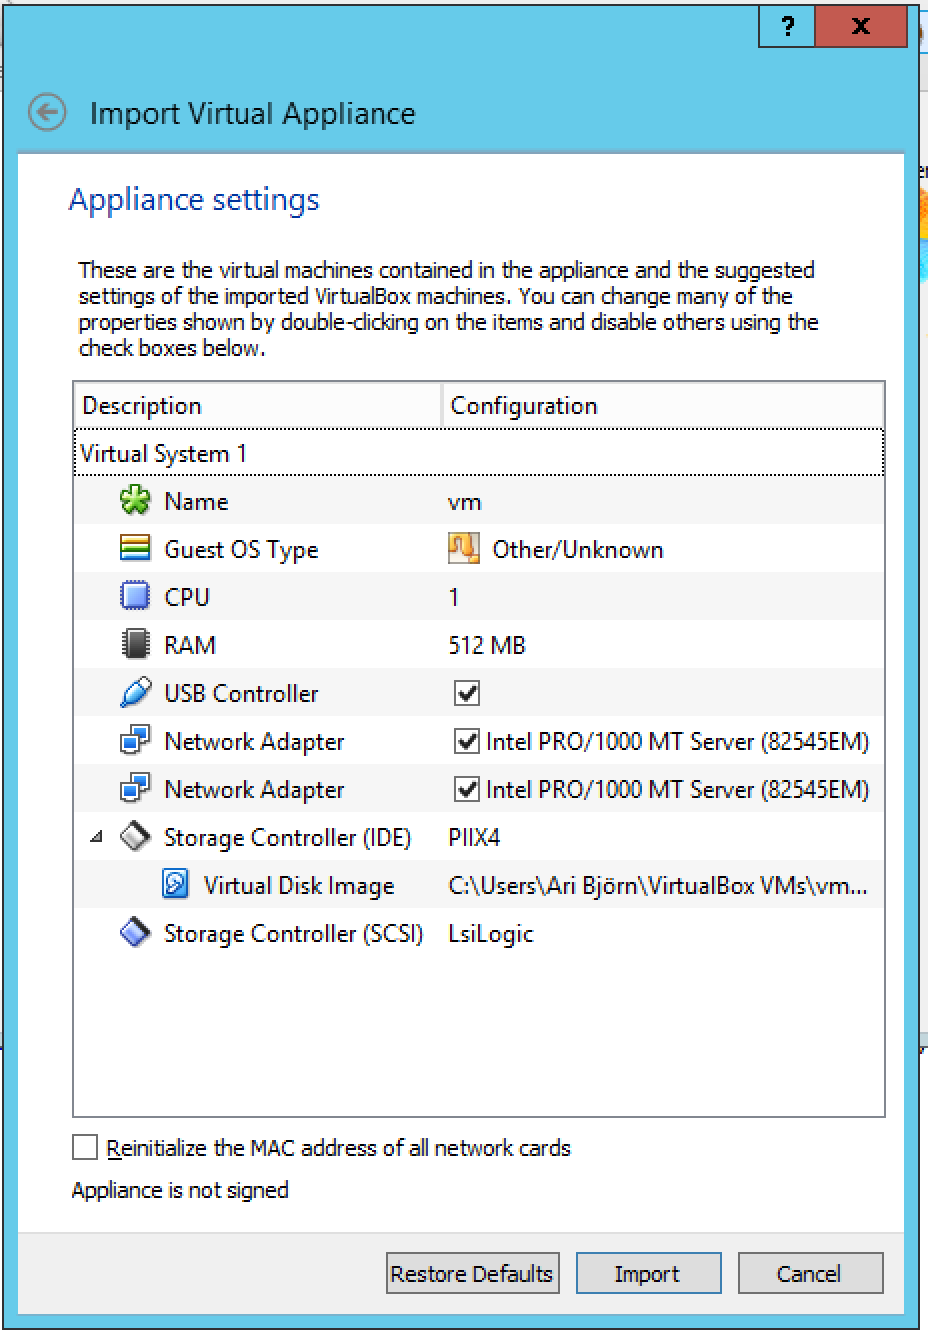 ?
x
Import Virtual Appliance
Appliance settings
These are the virtual machines contained in the appliance and the suggested
settings of the imported VirtualBox machines. You can change many of the
properties shown by double-clicking on the items and disable others using the
check boxes below.
Description Configuration
Virtual System 1
Name vm
Guest OS Type Other/Unknown
CPU 1
RAM 512 MB
USB Controller
Network Adapter Intel PRO/1000 MT Server (82545EM)
Network Adapter Intel PRO/1000 MT Server (82545EM)
Storage Controller (IDE) PIIX4
Virtual Disk Image C:\Users\Ari Björn\VirtualBox VMs\vm...
Storage Controller (SCSI) LsiLogic
Reinitialize the MAC address of all network cards
Appliance is not signed
Restore Defaults Import Cancel